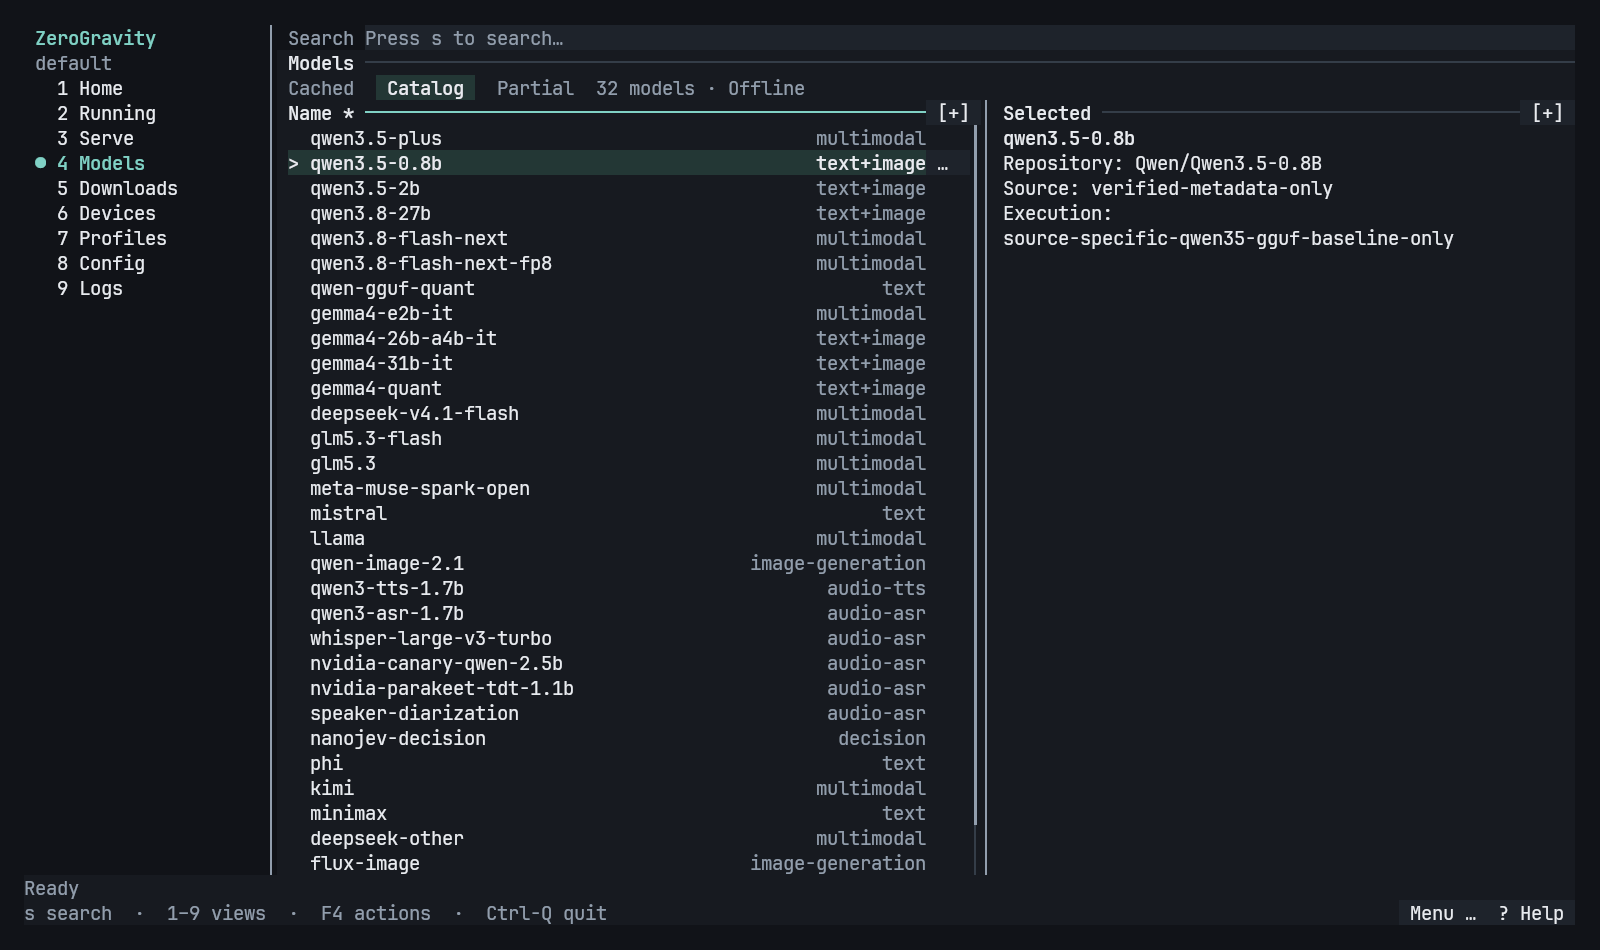 ZeroGravity
default
1 Home
2 Running
3 Serve
● 4 Models
5 Downloads
6 Devices
7 Profiles
8 Config
9 Logs
Search Press s to search…
Models
Cached Catalog Partial 32 models · Offline
Name * [+]
qwen3.5-plus multimodal
> qwen3.5-0.8b text+image …
qwen3.5-2b text+image
qwen3.8-27b text+image
qwen3.8-flash-next multimodal
qwen3.8-flash-next-fp8 multimodal
qwen-gguf-quant text
gemma4-e2b-it multimodal
gemma4-26b-a4b-it text+image
gemma4-31b-it text+image
gemma4-quant text+image
deepseek-v4.1-flash multimodal
glm5.3-flash multimodal
glm5.3 multimodal
meta-muse-spark-open multimodal
mistral text
llama multimodal
qwen-image-2.1 image-generation
qwen3-tts-1.7b audio-tts
qwen3-asr-1.7b audio-asr
whisper-large-v3-turbo audio-asr
nvidia-canary-qwen-2.5b audio-asr
nvidia-parakeet-tdt-1.1b audio-asr
speaker-diarization audio-asr
nanojev-decision decision
phi text
kimi multimodal
minimax text
deepseek-other multimodal
flux-image image-generation
Selected [+]
qwen3.5-0.8b
Repository: Qwen/Qwen3.5-0.8B
Source: verified-metadata-only
Execution:
source-specific-qwen35-gguf-baseline-only
Ready
s search · 1-9 views · F4 actions · Ctrl-Q quit
Menu … ? Help